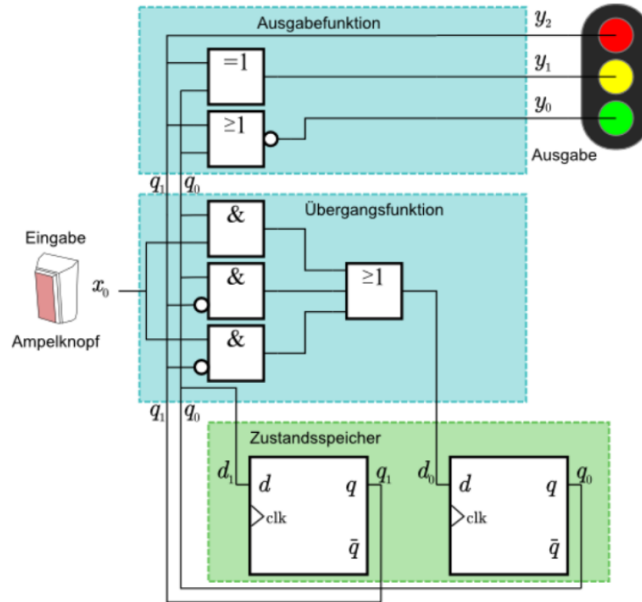 Ausgabefunktion
y₂
=1
y₁
≥1
y₀
Ausgabe
q₁ q₀
Eingabe
x₀
Ampelknopf
Übergangsfunktion
&
&
≥1
&
q₁ q₀
Zustandsspeicher
d₁ d q q₁ d₀ d q q₀
clk clk
q̄ q̄